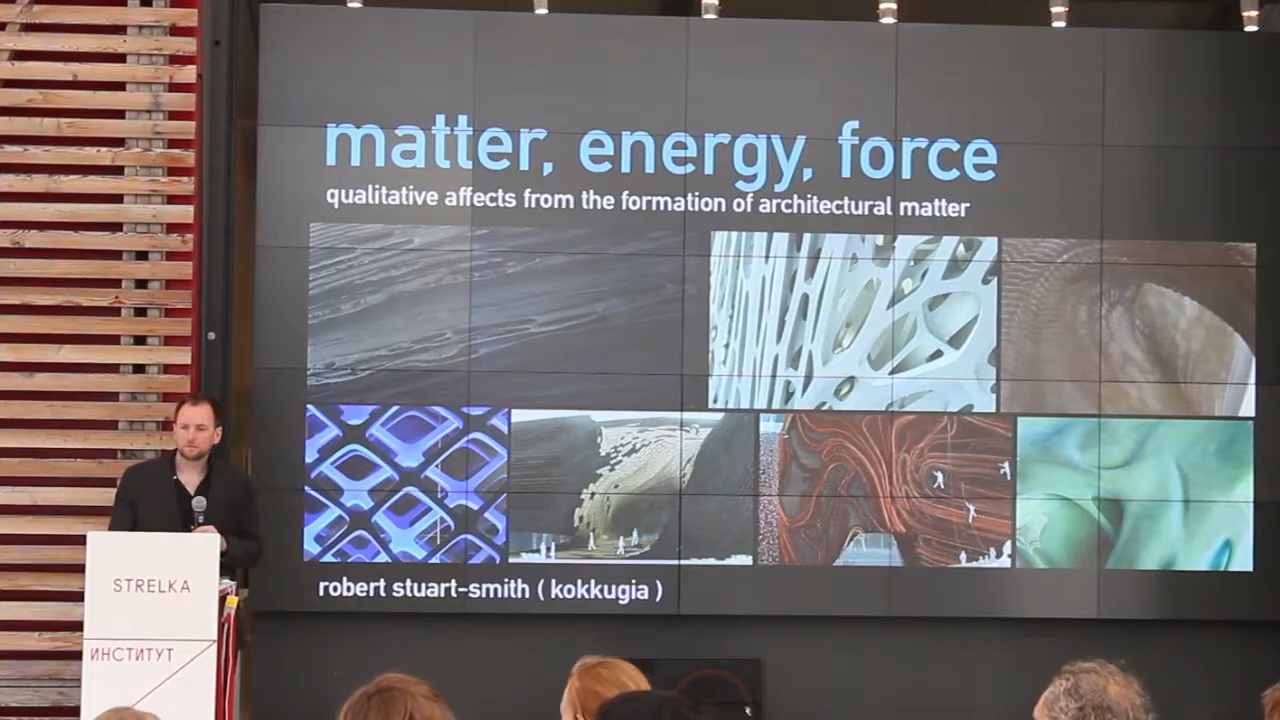 matter, energy, force
qualitative affects from the formation of architectural matter
robert stuart-smith ( kokkugia )
STRELKA
ИНСТИТУТ